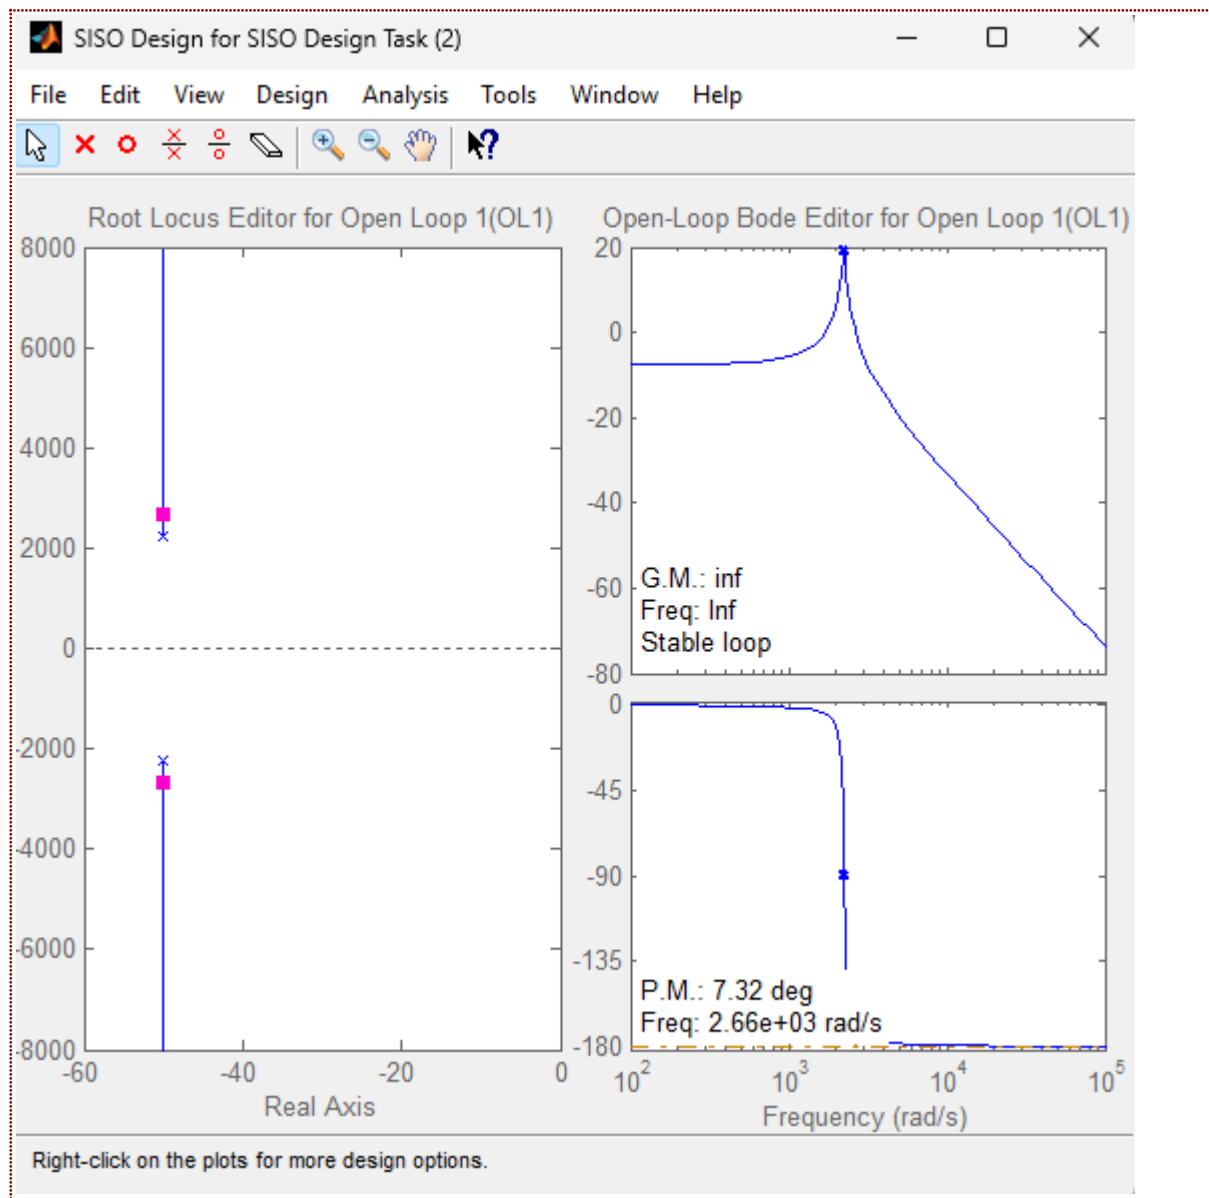 SISO Design for SISO Design Task (2)
File Edit View Design Analysis Tools Window Help
Root Locus Editor for Open Loop 1(OL1)
8000
6000
4000
2000
0
-2000
-4000
-6000
-8000
-60 -40 -20 0
Real Axis
Open-Loop Bode Editor for Open Loop 1(OL1)
20
0
-20
-40
-60
-80
G.M.: inf
Freq: Inf
Stable loop
0
-45
-90
-135
-180
P.M.: 7.32 deg
Freq: 2.66e+03 rad/s
10^2 10^3 10^4 10^5
Frequency (rad/s)
Right-click on the plots for more design options.